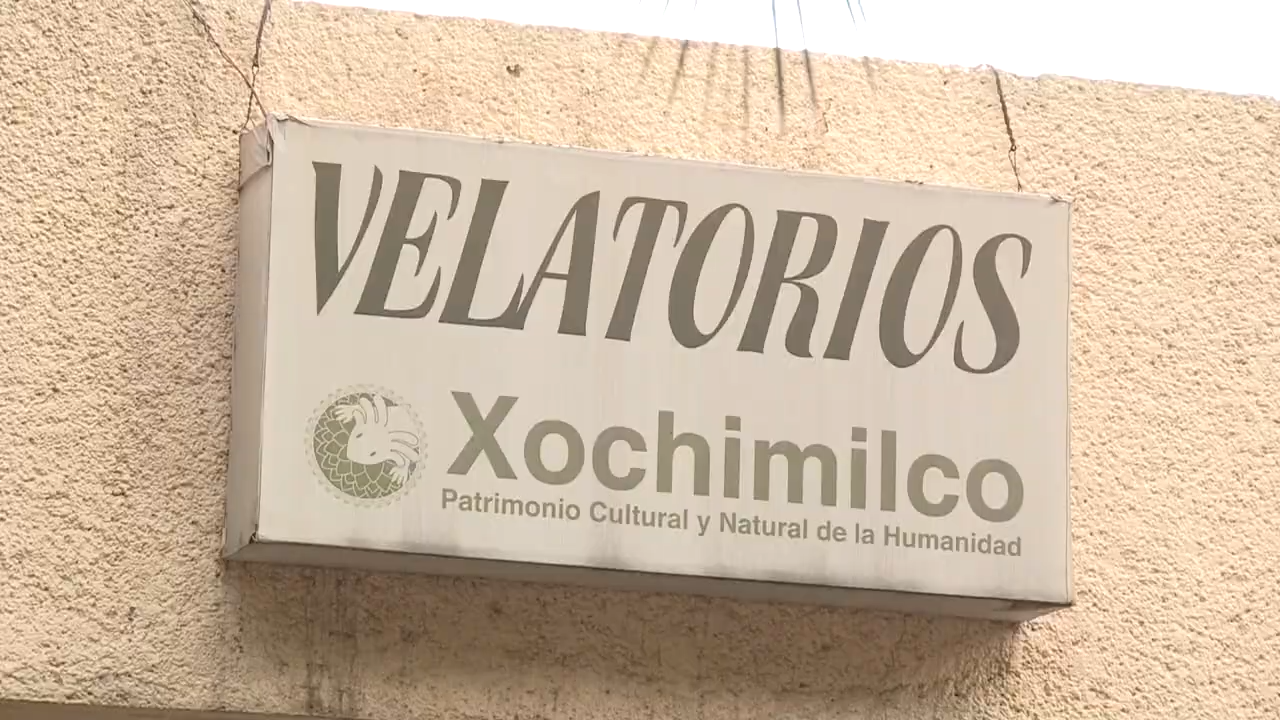 VELATORIOS
Xochimilco
Patrimonio Cultural y Natural de la Humanidad